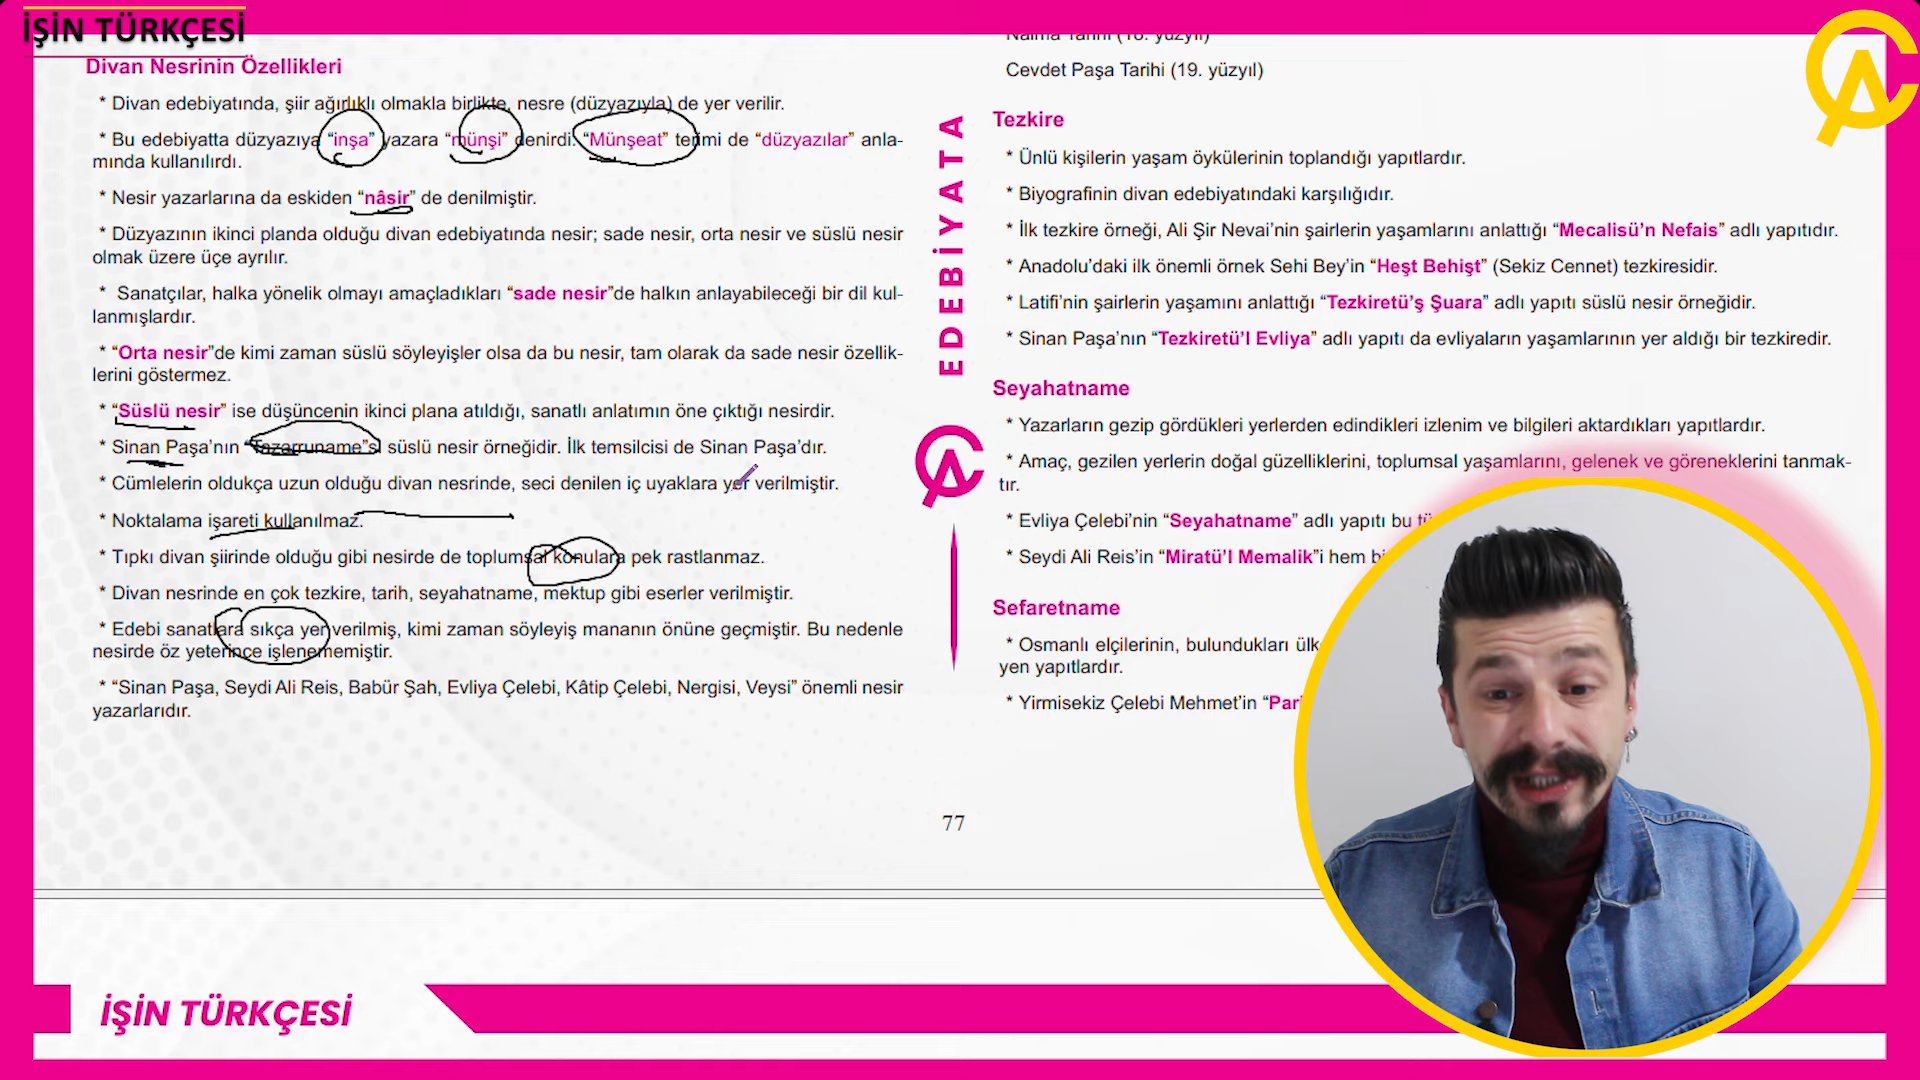 İŞİN TÜRKÇESİ
Divan Nesrinin Özellikleri
* Divan edebiyatında, şiir ağırlıklı olmakla birlikte, nesre (düzyazıyla) de yer verilir.
* Bu edebiyatta düzyazıya “inşa” yazara “münşi” denirdi. “Münşeat” terimi de “düzyazılar” anla-
mında kullanılırdı.
* Nesir yazarlarına da eskiden “nâsir” de denilmiştir.
* Düzyazının ikinci planda olduğu divan edebiyatında nesir; sade nesir, orta nesir ve süslü nesir
olmak üzere üçe ayrılır.
* Sanatçılar, halka yönelik olmayı amaçladıkları “sade nesir”de halkın anlayabileceği bir dil kul-
lanmışlardır.
* “Orta nesir”de kimi zaman süslü söyleyişler olsa da bu nesir, tam olarak da sade nesir özellik-
lerini göstermez.
* “Süslü nesir” ise düşüncenin ikinci plana atıldığı, sanatlı anlatımın öne çıktığı nesirdir.
* Sinan Paşa’nın “Tazarruname”si süslü nesir örneğidir. İlk temsilcisi de Sinan Paşa’dır.
* Cümlelerin oldukça uzun olduğu divan nesrinde, seci denilen iç uyaklara yer verilmiştir.
* Noktalama işareti kullanılmaz.
* Tıpkı divan şiirinde olduğu gibi nesirde de toplumsal konulara pek rastlanmaz.
* Divan nesrinde en çok tezkire, tarih, seyahatname, mektup gibi eserler verilmiştir.
* Edebi sanatlara sıkça yer verilmiş, kimi zaman söyleyiş mananın önüne geçmiştir. Bu nedenle
nesirde öz yeterince işlenememiştir.
* “Sinan Paşa, Seydi Ali Reis, Babür Şah, Evliya Çelebi, Kâtip Çelebi, Nergisi, Veysi” önemli nesir
yazarlarıdır.
EDEBİYATA
Naima Tarihi (18. yüzyıl)
Cevdet Paşa Tarihi (19. yüzyıl)
Tezkire
* Ünlü kişilerin yaşam öykülerinin toplandığı yapıtlardır.
* Biyografinin divan edebiyatındaki karşılığıdır.
* İlk tezkire örneği, Ali Şir Nevai’nin şairlerin yaşamlarını anlattığı “Mecalisü’n Nefais” adlı yapıtıdır.
* Anadolu’daki ilk önemli örnek Sehi Bey’in “Heşt Behişt” (Sekiz Cennet) tezkiresidir.
* Latifi’nin şairlerin yaşamını anlattığı “Tezkiretü’ş Şuara” adlı yapıtı süslü nesir örneğidir.
* Sinan Paşa’nın “Tezkiretü’l Evliya” adlı yapıtı da evliyaların yaşamlarının yer aldığı bir tezkiredir.
Seyahatname
* Yazarların gezip gördükleri yerlerden edindikleri izlenim ve bilgileri aktardıkları yapıtlardır.
* Amaç, gezilen yerlerin doğal güzelliklerini, toplumsal yaşamlarını, gelenek ve göreneklerini tanımak-
tır.
* Evliya Çelebi’nin “Seyahatname” adlı yapıtı bu
* Seydi Ali Reis’in “Miratü’l Memalik”i hem
Sefaretname
* Osmanlı elçilerinin, bulundukları
yen yapıtlardır.
* Yirmisekiz Çelebi Mehmet’in
77
İŞİN TÜRKÇESİ